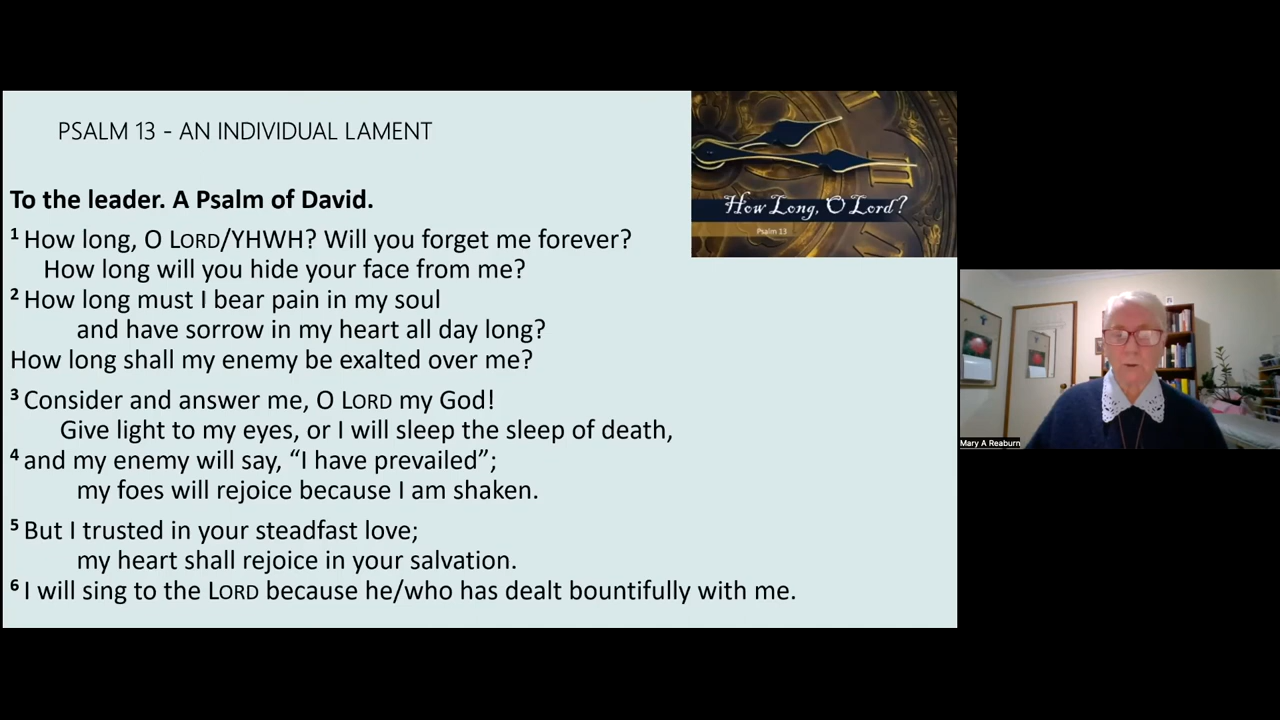 PSALM 13 - AN INDIVIDUAL LAMENT
To the leader. A Psalm of David.
1 How long, O LORD/YHWH? Will you forget me forever?
How long will you hide your face from me?
2 How long must I bear pain in my soul
and have sorrow in my heart all day long?
How long shall my enemy be exalted over me?
3 Consider and answer me, O LORD my God!
Give light to my eyes, or I will sleep the sleep of death,
4 and my enemy will say, “I have prevailed”;
my foes will rejoice because I am shaken.
5 But I trusted in your steadfast love;
my heart shall rejoice in your salvation.
6 I will sing to the LORD because he/who has dealt bountifully with me.
How Long, O Lord?
Psalm 13
Mary A Reaburn